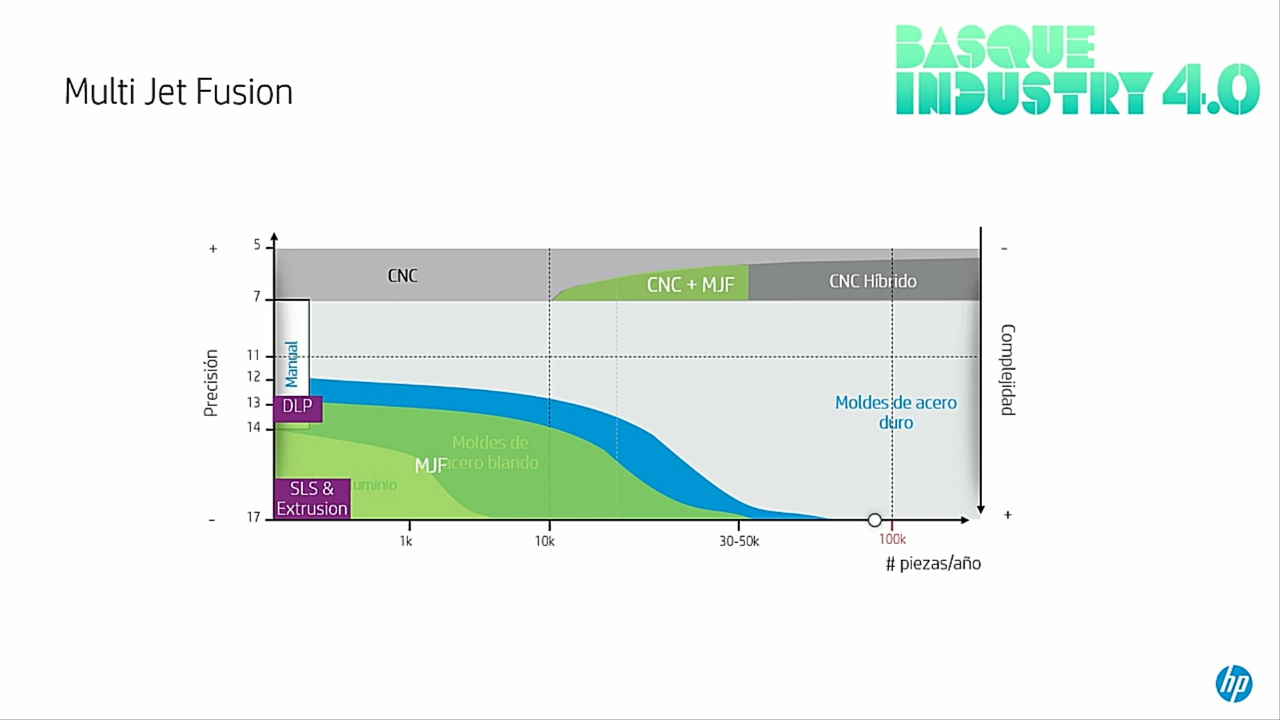 BASQUE
INDUSTRY 4.0
Multi Jet Fusion
+
5
-
CNC
CNC + MJF
CNC Híbrido
7
Manual
Precisión
Complejidad
11
12
13
DLP
Moldes de acero
duro
14
Moldes de
acero blando
MJF
SLS &
Extrusion
-
17
+
1k
10k
30-50k
100k
# piezas/año
hp